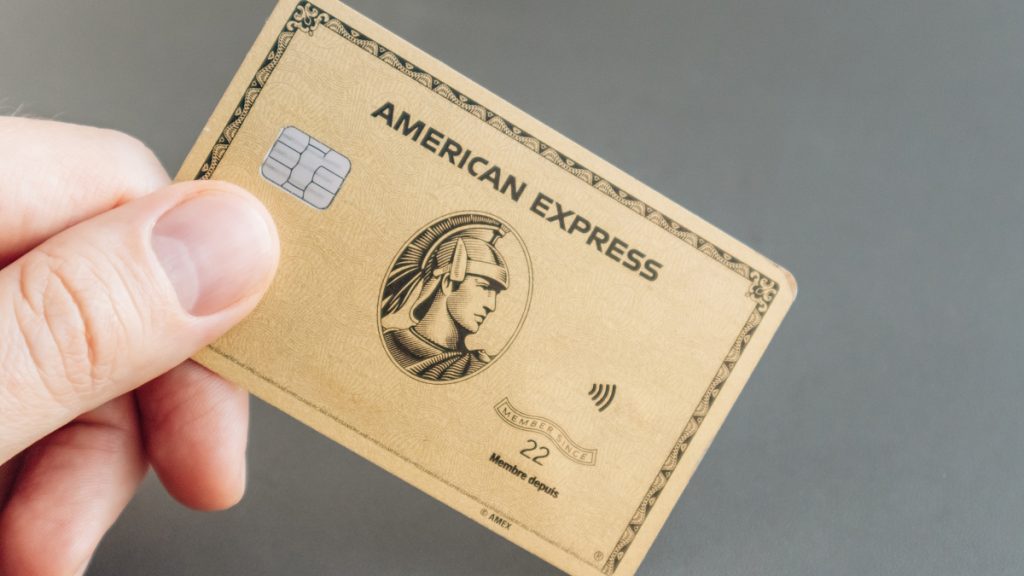 AMERICAN EXPRESS
MEMBER SINCE
22
Membre depuis
© AMEX
®